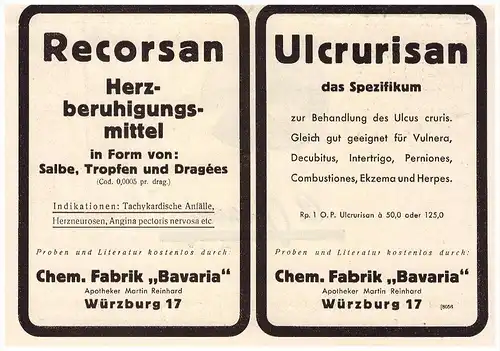 Recorsan
Herz-
beruhigungs-
mittel
in Form von:
Salbe, Tropfen und Dragées
(Cod. 0,0005 pr. drag.)
Indikationen: Tachykardische Anfälle,
Herzneurosen, Angina pectoris nervosa etc.
Proben und Literatur kostenlos durch
Chem. Fabrik „Bavaria“
Apotheker Martin Reinhard
Würzburg 17
Ulcrurisan
das Spezifikum
zur Behandlung des Ulcus cruris.
Gleich gut geeignet für Vulnera,
Decubitus, Intertrigo, Perniones,
Combustiones, Ekzema und Herpes.
Rp. 1 O. P. Ulcrurisan à 50,0 oder 125,0
Proben und Literatur kostenlos durch:
Chem. Fabrik „Bavaria“
Apotheker Martin Reinhard
Würzburg 17